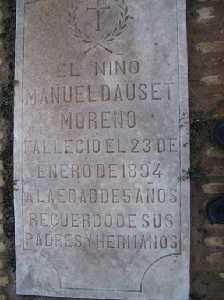 EL NIÑO
MANUEL DAUSET
MORENO
FALLECIO EL 23 DE
ENERO DE 1894
A LA EDAD DE 5 AÑOS
RECUERDO DE SUS
PADRES Y HERMANOS